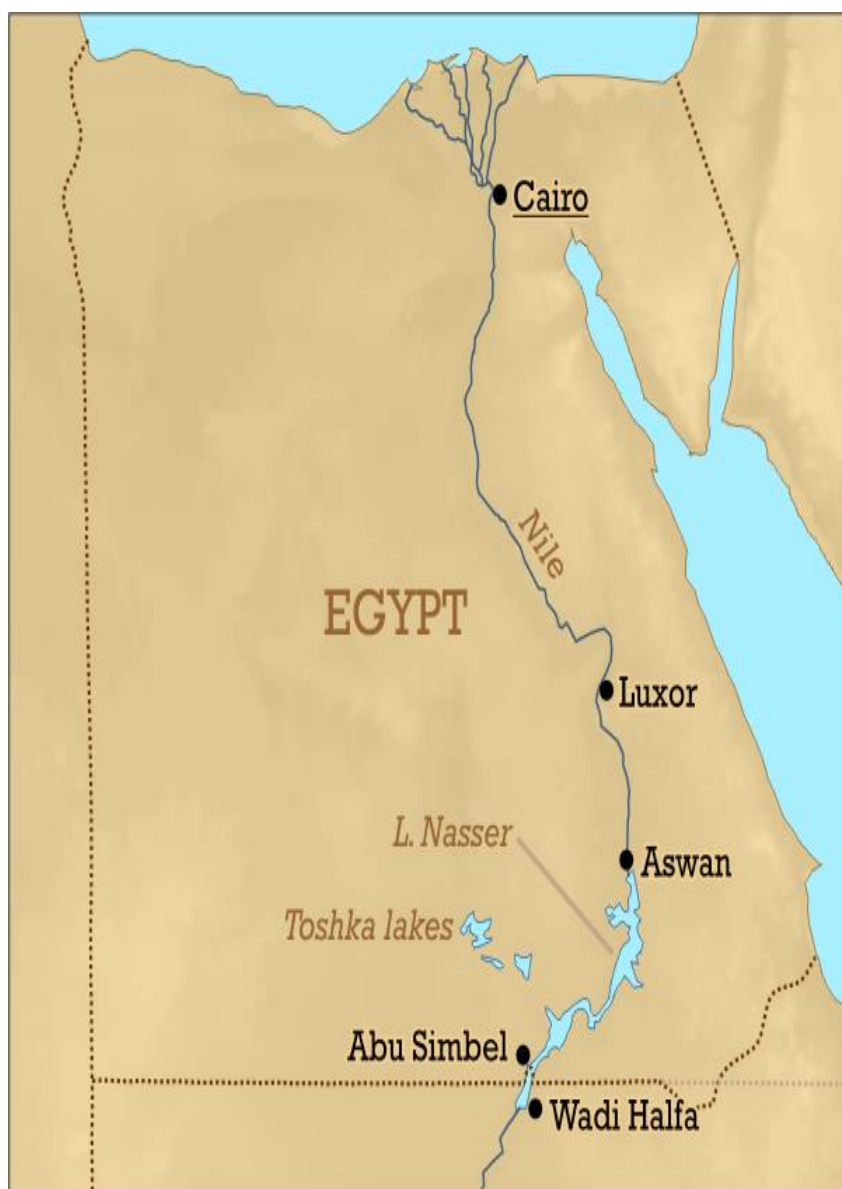 Cairo
Nile
EGYPT
Luxor
L. Nasser
Aswan
Toshka lakes
Abu Simbel
Wadi Halfa